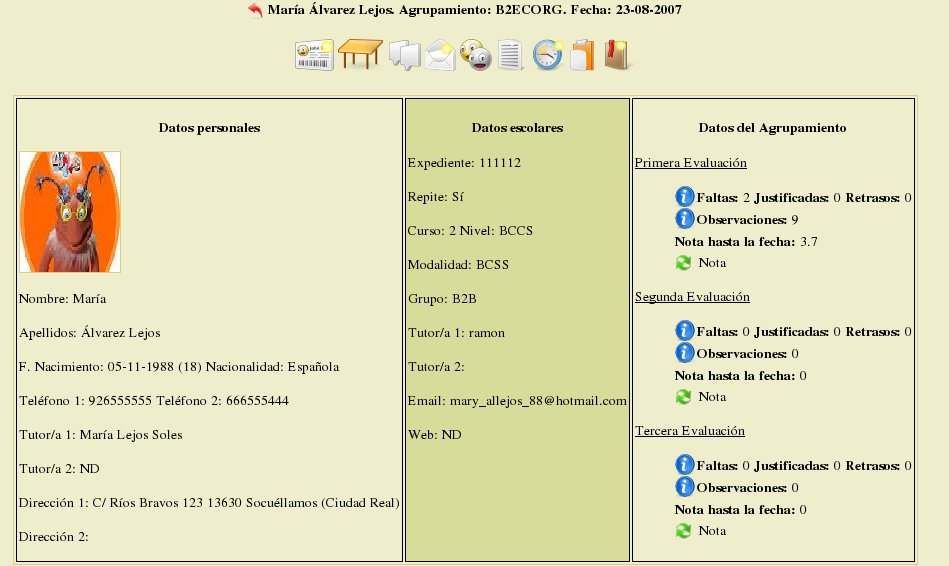 María Álvarez Lejos. Agrupamiento: B2ECORG. Fecha: 23-08-2007
Datos personales
Nombre: María
Apellidos: Álvarez Lejos
F. Nacimiento: 05-11-1988 (18) Nacionalidad: Española
Teléfono 1: 926555555 Teléfono 2: 666555444
Tutor/a 1: María Lejos Soles
Tutor/a 2: ND
Dirección 1: C/ Ríos Bravos 123 13630 Socuéllamos (Ciudad Real)
Dirección 2:
Datos escolares
Expediente: 111112
Repite: Sí
Curso: 2 Nivel: BCCS
Modalidad: BCSS
Grupo: B2B
Tutor/a 1: ramon
Tutor/a 2:
Email: mary_allejos_88@hotmail.com
Web: ND
Datos del Agrupamiento
Primera Evaluación
Faltas: 2 Justificadas: 0 Retrasos: 0
Observaciones: 9
Nota hasta la fecha: 3.7
Nota
Segunda Evaluación
Faltas: 0 Justificadas: 0 Retrasos: 0
Observaciones: 0
Nota hasta la fecha: 0
Nota
Tercera Evaluación
Faltas: 0 Justificadas: 0 Retrasos: 0
Observaciones: 0
Nota hasta la fecha: 0
Nota